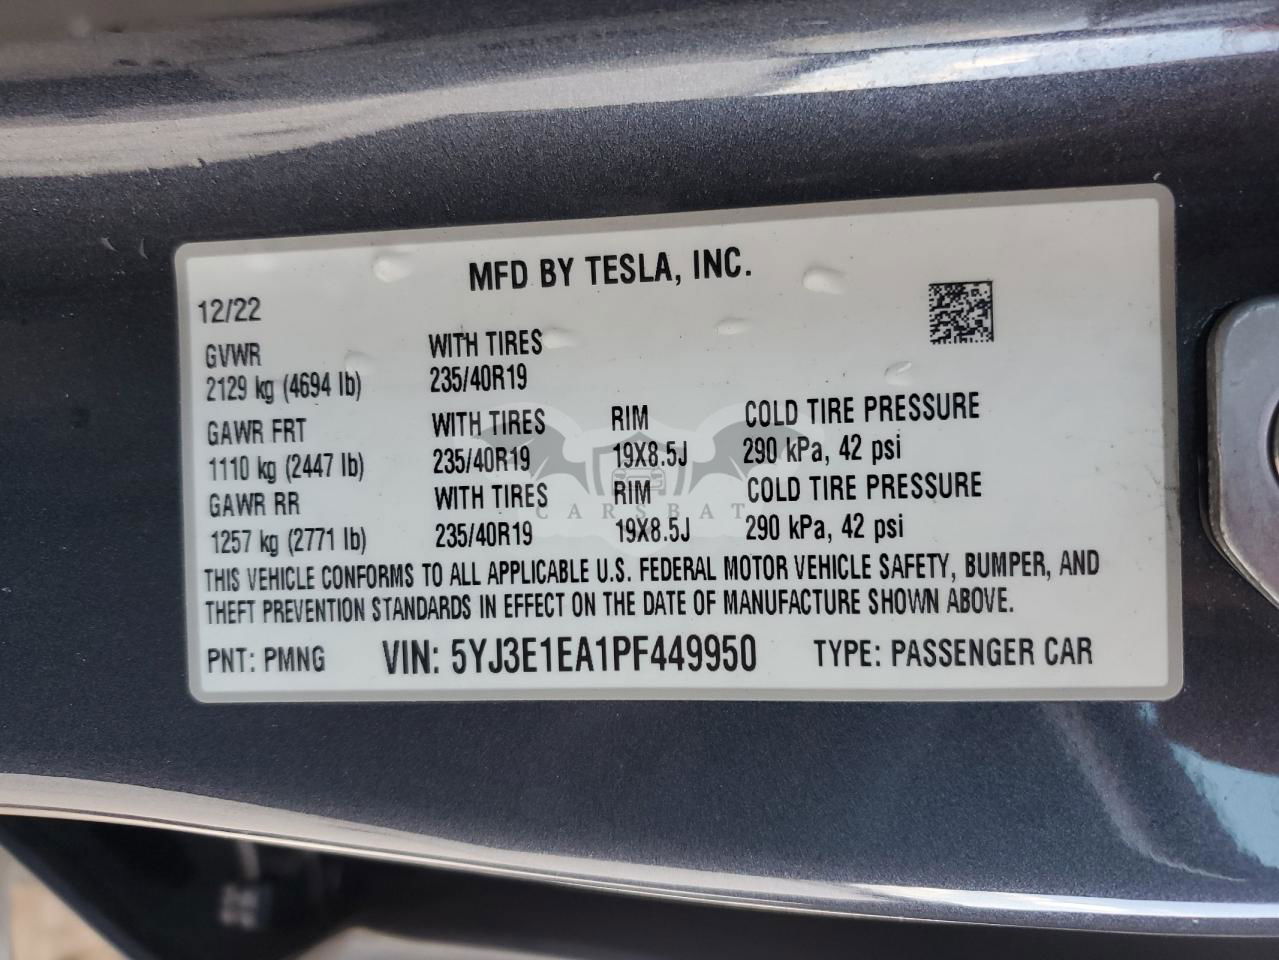 MFD BY TESLA, INC.
12/22
GVWR WITH TIRES
2129 kg (4694 lb) 235/40R19
GAWR FRT WITH TIRES RIM COLD TIRE PRESSURE
1110 kg (2447 lb) 235/40R19 19X8.5J 290 kPa, 42 psi
GAWR RR WITH TIRES RIM COLD TIRE PRESSURE
CARSBAT
1257 kg (2771 lb) 235/40R19 19X8.5J 290 kPa, 42 psi
THIS VEHICLE CONFORMS TO ALL APPLICABLE U.S. FEDERAL MOTOR VEHICLE SAFETY, BUMPER, AND
THEFT PREVENTION STANDARDS IN EFFECT ON THE DATE OF MANUFACTURE SHOWN ABOVE.
PNT: PMNG VIN: 5YJ3E1EA1PF449950 TYPE: PASSENGER CAR